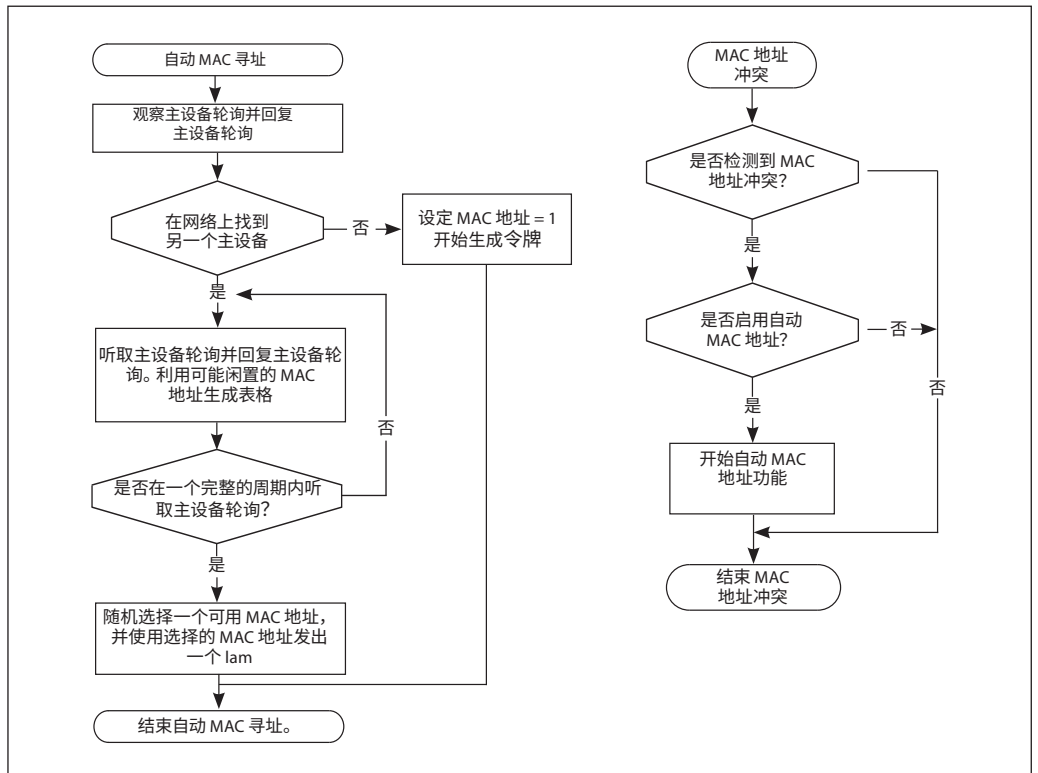 自动 MAC 寻址
观察主设备轮询并回复
主设备轮询
在网络上找到
另一个主设备
否
设定 MAC 地址 = 1
开始生成令牌
是
听取主设备轮询并回复主设备轮
询。利用可能闲置的 MAC
地址生成表格
否
是否在一个完整的周期内听
取主设备轮询？
是
随机选择一个可用 MAC 地址，
并使用选择的 MAC 地址发出
一个 lam
结束自动 MAC 寻址。
MAC 地址
冲突
是否检测到 MAC
地址冲突？
是
是否启用自动
MAC 地址？
否
否
是
开始自动 MAC
地址功能
结束 MAC
地址冲突